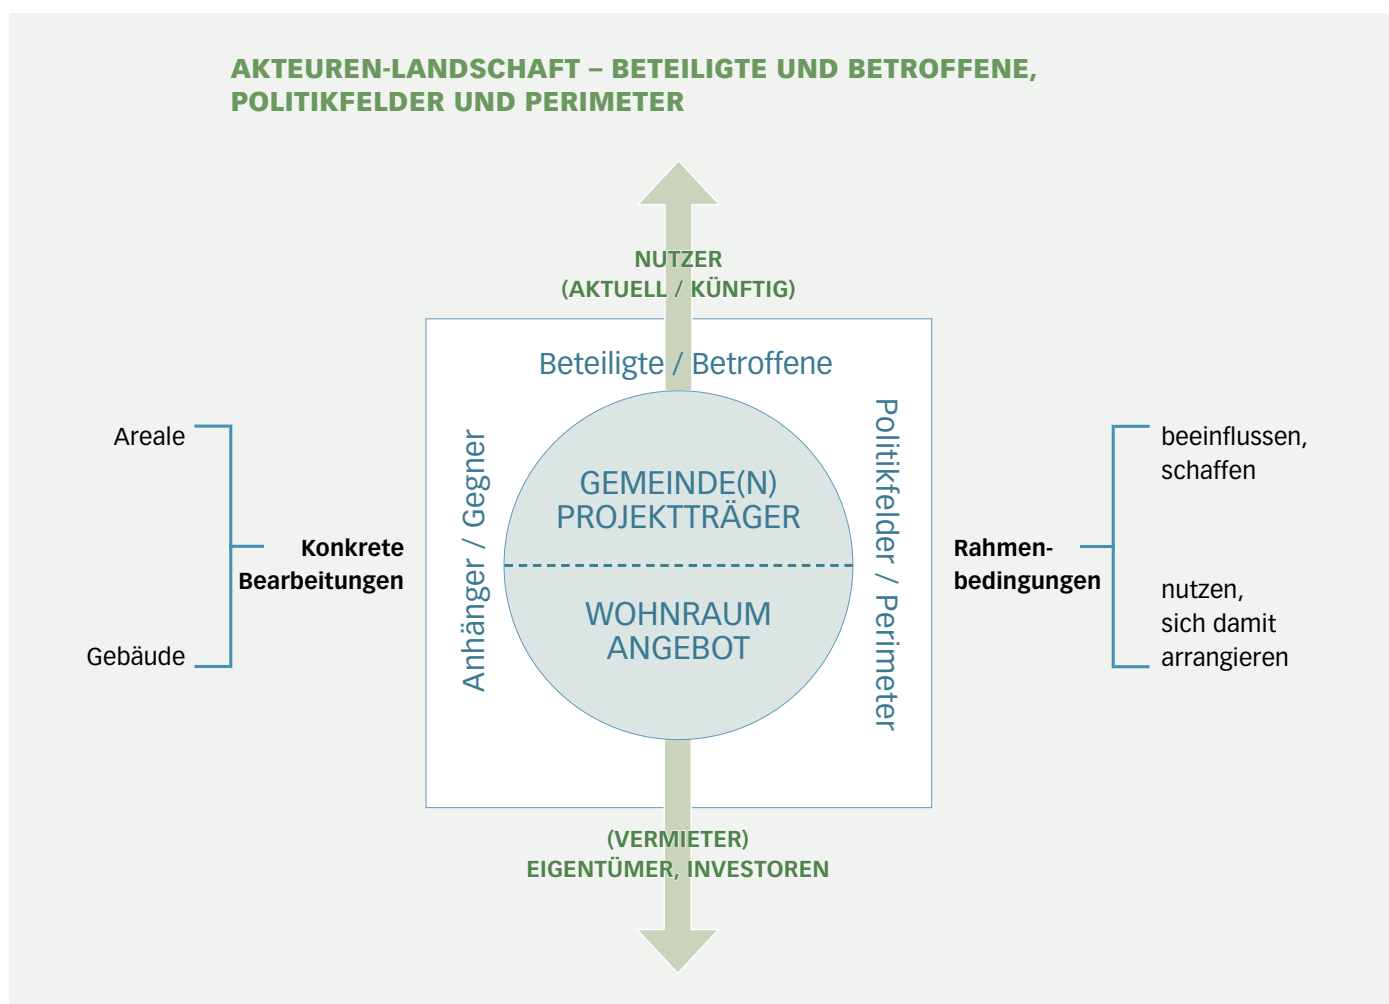 AKTEUREN-LANDSCHAFT – BETEILIGTE UND BETROFFENE,
POLITIKFELDER UND PERIMETER
NUTZER
(AKTUELL / KÜNFTIG)
Beteiligte / Betroffene
Areale
Gebäude
Konkrete
Bearbeitungen
Anhänger / Gegner
GEMEINDE(N)
PROJEKTTRÄGER
WOHNRAUM
ANGEBOT
Politikfelder / Perimeter
Rahmen-
bedingungen
beeinflussen,
schaffen
nutzen,
sich damit
arrangieren
(VERMIETER)
EIGENTÜMER, INVESTOREN